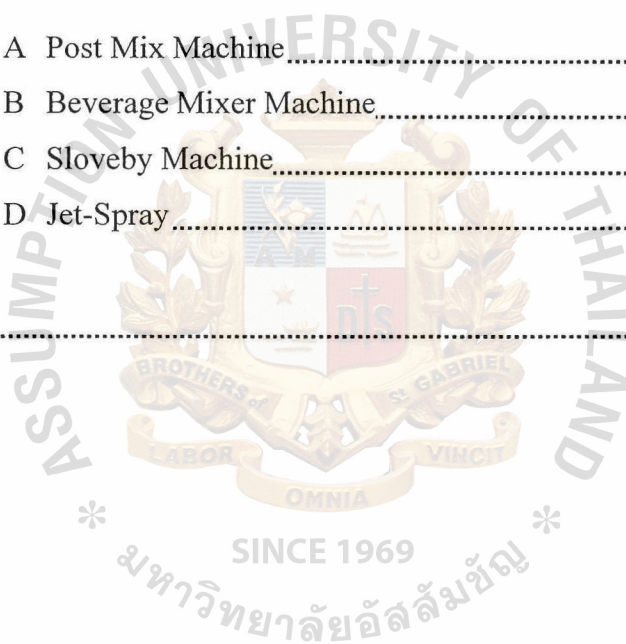 A Post Mix Machine
B Beverage Mixer Machine
C Sloveby Machine
D Jet-Spray
ASSUMPTION UNIVERSITY OF THAILAND
A M
D S
BROTHERS of St GABRIEL
LABOR OMNIA VINCIT
* SINCE 1969 *
มหาวิทยาลัยอัสสัมชัญ